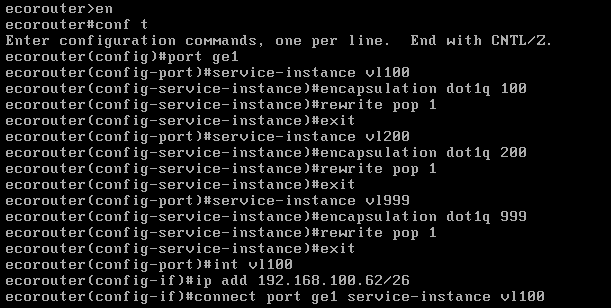 ecorouter>en
ecorouter#conf t
Enter configuration commands, one per line.  End with CNTL/Z.
ecorouter(config)#port ge1
ecorouter(config-port)#service-instance vl100
ecorouter(config-service-instance)#encapsulation dot1q 100
ecorouter(config-service-instance)#rewrite pop 1
ecorouter(config-service-instance)#exit
ecorouter(config-port)#service-instance vl200
ecorouter(config-service-instance)#encapsulation dot1q 200
ecorouter(config-service-instance)#rewrite pop 1
ecorouter(config-service-instance)#exit
ecorouter(config-port)#service-instance vl999
ecorouter(config-service-instance)#encapsulation dot1q 999
ecorouter(config-service-instance)#rewrite pop 1
ecorouter(config-service-instance)#exit
ecorouter(config-port)#int vl100
ecorouter(config-if)#ip add 192.168.100.62/26
ecorouter(config-if)#connect port ge1 service-instance vl100